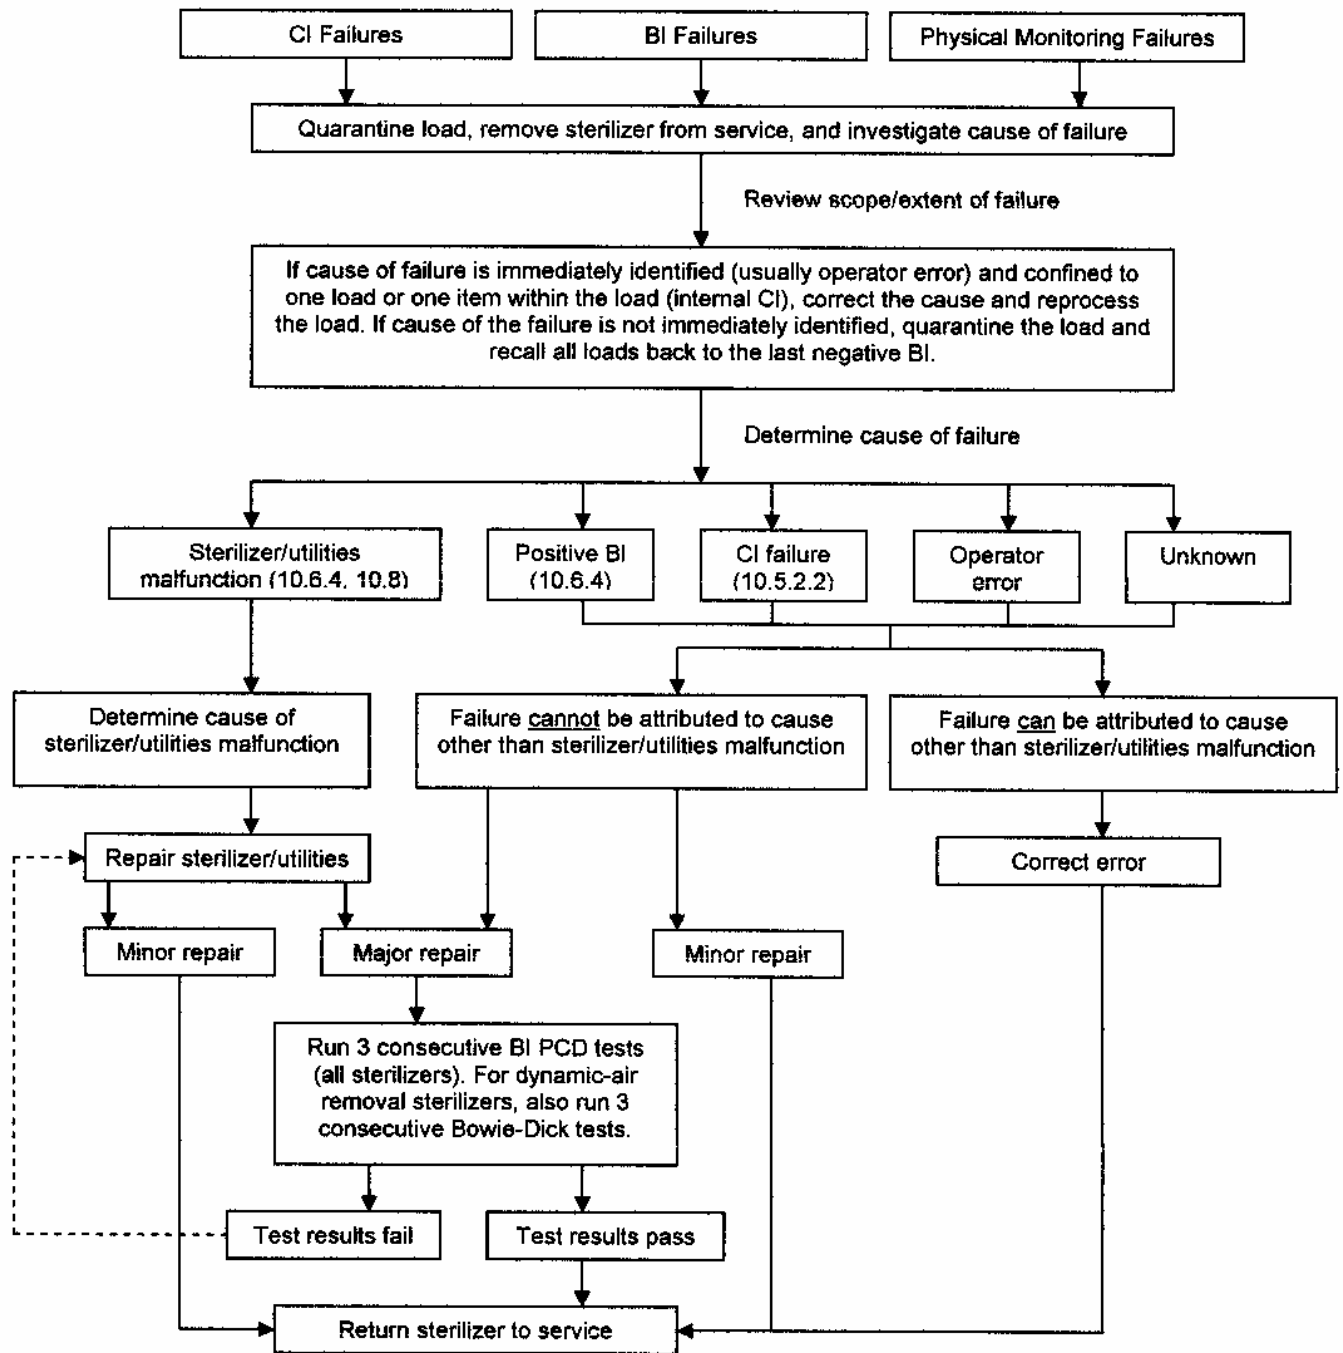 CI Failures
BI Failures
Physical Monitoring Failures
Quarantine load, remove sterilizer from service, and investigate cause of failure
Review scope/extent of failure
If cause of failure is immediately identified (usually operator error) and confined to
one load or one item within the load (internal CI), correct the cause and reprocess
the load. If cause of the failure is not immediately identified, quarantine the load and
recall all loads back to the last negative BI.
Determine cause of failure
Sterilizer/utilities
malfunction (10.6.4, 10.8)
Positive BI
(10.6.4)
CI failure
(10.5.2.2)
Operator
error
Unknown
Determine cause of
sterilizer/utilities malfunction
Failure cannot be attributed to cause
other than sterilizer/utilities malfunction
Failure can be attributed to cause
other than sterilizer/utilities malfunction
Repair sterilizer/utilities
Correct error
Minor repair
Major repair
Minor repair
Run 3 consecutive BI PCD tests
(all sterilizers). For dynamic-air
removal sterilizers, also run 3
consecutive Bowie-Dick tests.
Test results fail
Test results pass
Return sterilizer to service